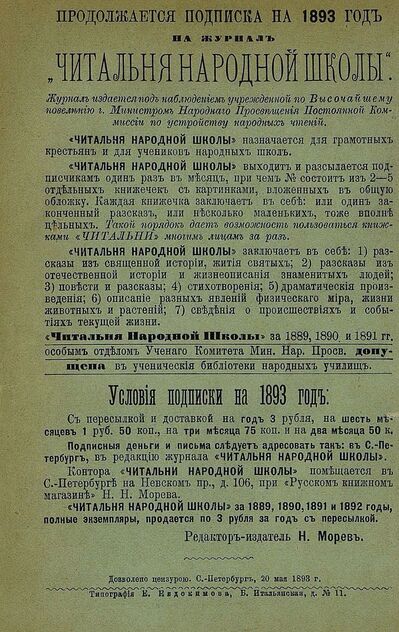 ПРОДОЛЖАЕТСЯ ПОДПИСКА НА 1893 ГОДЪ
НА ЖУРНАЛЪ
„ЧИТАЛЬНЯ НАРОДНОЙ ШКОЛЫ“.
Журналъ издается подъ наблюденіемъ учрежденной по Высочайшему
повелѣнію г. Министромъ Народнаго Просвѣщенія Постоянной Ком-
миссіи по устройству народныхъ чтеній.
«ЧИТАЛЬНЯ НАРОДНОЙ ШКОЛЫ» назначается для грамотныхъ
крестьянъ и для учениковъ народныхъ школъ.
«ЧИТАЛЬНЯ НАРОДНОЙ ШКОЛЫ» выходитъ и разсылается под-
писчикамъ одинъ разъ въ мѣсяцъ, при чемъ № состоитъ изъ 2—5
отдѣльныхъ книжечекъ съ картинками, вложенныхъ въ общую
обложку. Каждая книжечка заключаетъ въ себѣ: или одинъ за-
конченный разсказъ, или нѣсколько маленькихъ, тоже вполнѣ
цѣльныхъ. Такой порядокъ даетъ возможность пользоваться книж-
ками «ЧИТАЛЬНИ» многимъ лицамъ за разъ.
«ЧИТАЛЬНЯ НАРОДНОЙ ШКОЛЫ» заключаетъ въ себѣ: 1) раз-
сказы изъ священной исторіи, житія святыхъ; 2) разсказы изъ
отечественной исторіи и жизнеописанія знаменитыхъ людей;
3) повѣсти и разсказы; 4) стихотворенія; 5) драматическія произ-
веденія; 6) описаніе разныхъ явленій физическаго міра, жизни
животныхъ и растеній; 7) свѣдѣнія о происшествіяхъ и собы-
тіяхъ текущей жизни.
«Читальня Народной Школы» за 1889, 1890, и 1891 гг.
особымъ отдѣломъ Ученаго Комитета Мин. Нар. Просв. допу-
щена въ ученическія библіотеки народныхъ училищъ.
Условія подписки на 1893 годъ:
Съ пересылкой и доставкой на годъ 3 рубля, на шесть мѣ-
сяцевъ 1 руб. 50 коп., на три мѣсяца 75 коп. и на два мѣсяца 50 к.
Подписныя деньги и письма слѣдуетъ адресовать такъ: въ С.-Пе-
тербургъ, въ редакцію журнала «ЧИТАЛЬНЯ НАРОДНОЙ ШКОЛЫ».
Контора «ЧИТАЛЬНИ НАРОДНОЙ ШКОЛЫ» помѣщается въ
С.-Петербургѣ на Невскомъ пр., д. 106, при «Русскомъ книжномъ
магазинѣ» Н. Н. Морева.
«ЧИТАЛЬНЯ НАРОДНОЙ ШКОЛЫ» за 1889, 1890, 1891 и 1892 годы,
полные экземпляры, продается по 3 рубля за годъ съ пересылкой.
Редакторъ-издатель Н. Моревъ.
Дозволено цензурою. С.-Петербургъ, 20 мая 1893 г.
Типографія Е. Евдокимова, Б. Итальянская, д. № 11.